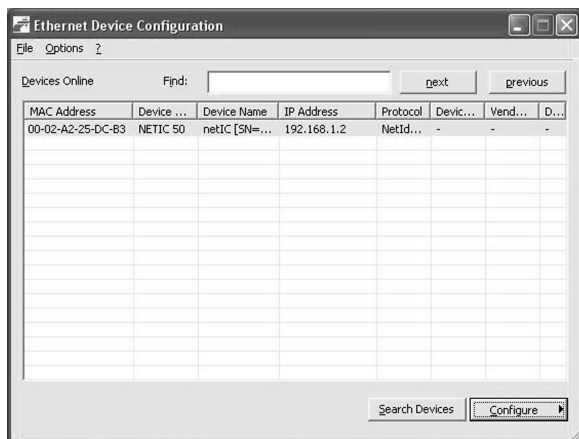 Ethernet Device Configuration
File Options ?
Devices Online Find: next previous
MAC Address Device ... Device Name IP Address Protocol Devic... Vend... D...
00-02-A2-25-DC-B3 NETIC 50 netIC [SN=... 192.168.1.2 NetId... - - -
Search Devices Configure